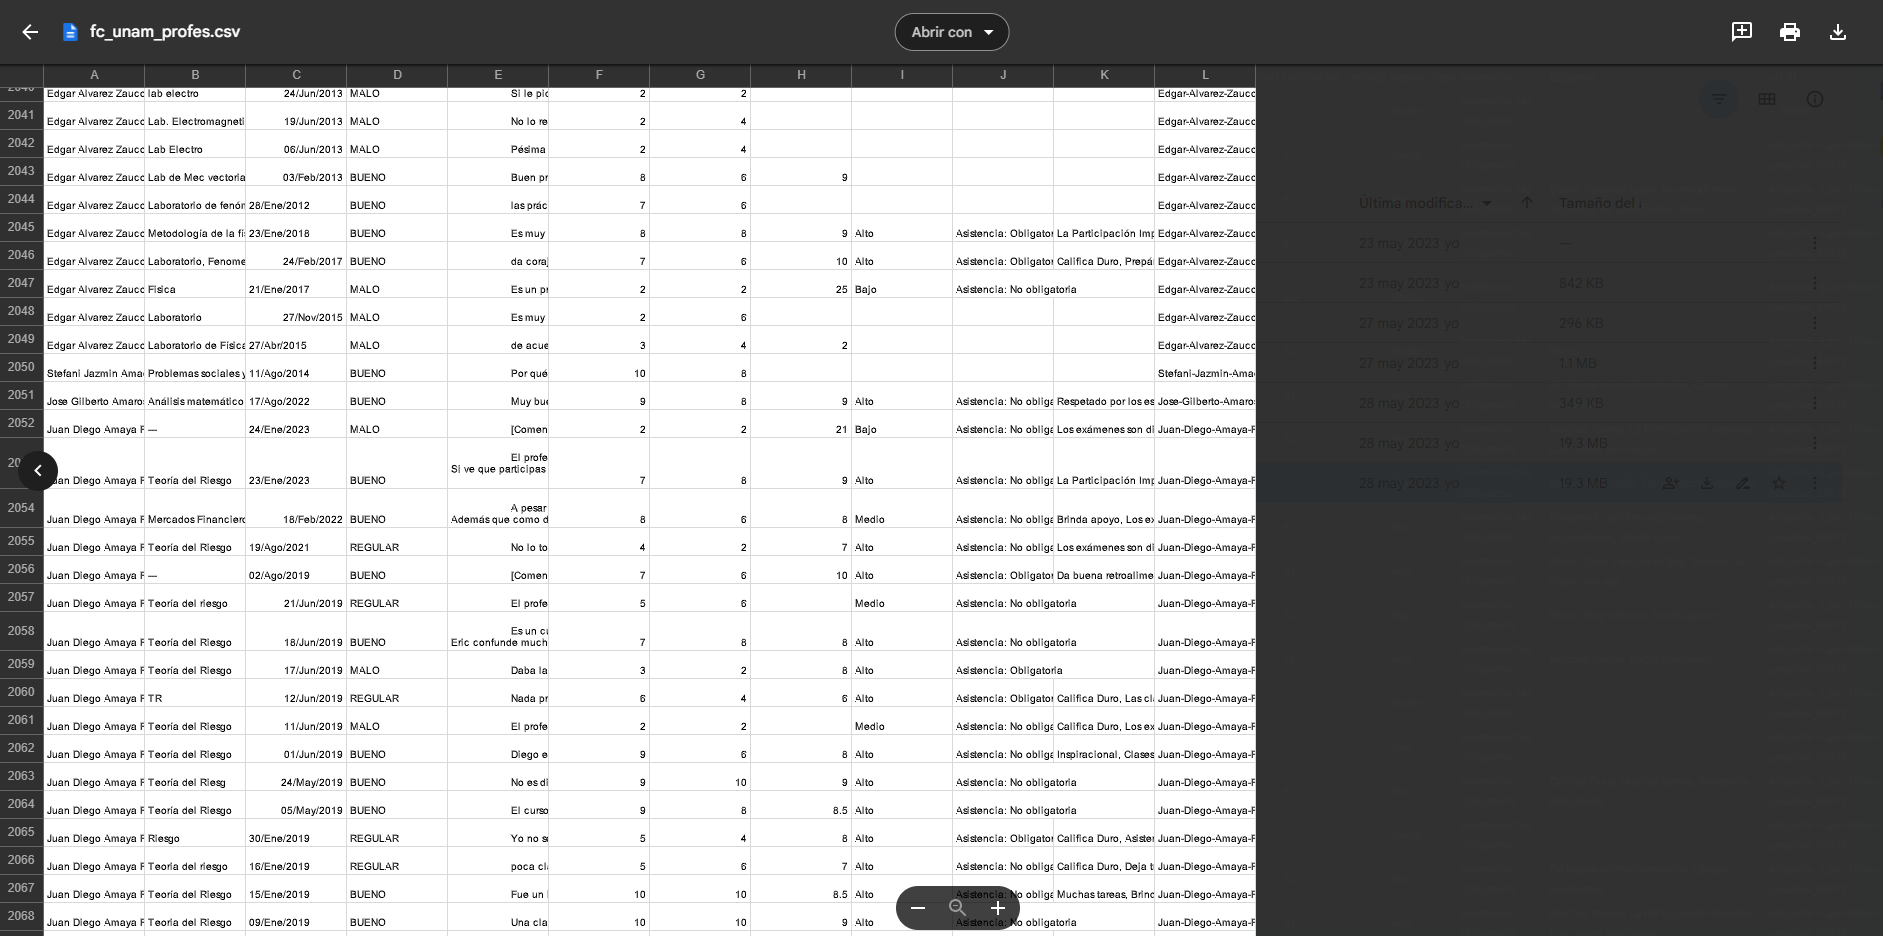 fc_unam_profes.csv Abrir con
A B C D E F G H I J K L
2040 Edgar Alvarez Zaucc lab electro 24/Jun/2013 MALO Si le pic 2 2 Edgar-Alvarez-Zaucc
2041 Edgar Alvarez Zaucc Lab. Electromagneti 19/Jun/2013 MALO No lo re 2 4 Edgar-Alvarez-Zaucc
2042 Edgar Alvarez Zaucc Lab Electro 06/Jun/2013 MALO Pésima 2 4 Edgar-Alvarez-Zaucc
2043 Edgar Alvarez Zaucc Lab de Mec vectoria 03/Feb/2013 BUENO Buen pr 8 6 9 Edgar-Alvarez-Zaucc
2044 Edgar Alvarez Zaucc Laboratorio de fenón 28/Ene/2012 BUENO las prác 7 6 Edgar-Alvarez-Zaucc
2045 Edgar Alvarez Zaucc Metodología de la fí 23/Ene/2018 BUENO Es muy 8 8 9 Alto Asistencia: Obligator La Participación Imp Edgar-Alvarez-Zaucc
2046 Edgar Alvarez Zaucc Laboratorio, Fenome 24/Feb/2017 BUENO da coraj 7 6 10 Alto Asistencia: Obligator Califica Duro, Prepá Edgar-Alvarez-Zaucc
2047 Edgar Alvarez Zaucc Fisica 21/Ene/2017 MALO Es un pr 2 2 25 Bajo Asistencia: No obligatoria Edgar-Alvarez-Zaucc
2048 Edgar Alvarez Zaucc Laboratorio 27/Nov/2015 MALO Es muy 2 6 Edgar-Alvarez-Zaucc
2049 Edgar Alvarez Zaucc Laboratorio de Física 27/Abr/2015 MALO de acue 3 4 2 Edgar-Alvarez-Zaucc
2050 Stefani Jazmin Ama Problemas sociales y 11/Ago/2014 BUENO Por qué 10 8 Stefani-Jazmin-Ama
2051 Jose Gilberto Amaro Análisis matemático 17/Ago/2022 BUENO Muy bue 9 8 9 Alto Asistencia: No obliga Respetado por los es Jose-Gilberto-Amaro
2052 Juan Diego Amaya F --- 24/Ene/2023 MALO [Comen 2 2 21 Bajo Asistencia: No obliga Los exámenes son di Juan-Diego-Amaya-F
El profe
20 Si ve que participas
Juan Diego Amaya F Teoría del Riesgo 23/Ene/2023 BUENO 7 8 9 Alto Asistencia: No obliga La Participación Imp Juan-Diego-Amaya-F
2054 A pesar
Juan Diego Amaya F Mercados Financierc 18/Feb/2022 BUENO Además que como d 8 6 8 Medio Asistencia: No obliga Brinda apoyo, Los ex Juan-Diego-Amaya-F
2055 Juan Diego Amaya F Teoría del Riesgo 19/Ago/2021 REGULAR No lo to 4 2 7 Alto Asistencia: No obliga Los exámenes son di Juan-Diego-Amaya-F
2056 Juan Diego Amaya F --- 02/Ago/2019 BUENO [Comen 7 6 10 Alto Asistencia: Obligator Da buena retroalime Juan-Diego-Amaya-F
2057 Juan Diego Amaya F Teoría del riesgo 21/Jun/2019 REGULAR El profe 5 6 Medio Asistencia: No obligatoria Juan-Diego-Amaya-F
2058 Es un cu
Juan Diego Amaya F Teoría del Riesgo 18/Jun/2019 BUENO Eric confunde much 7 8 8 Alto Asistencia: No obligatoria Juan-Diego-Amaya-F
2059 Juan Diego Amaya F Teoría del Riesgo 17/Jun/2019 MALO Daba la 3 2 8 Alto Asistencia: Obligatoria Juan-Diego-Amaya-F
2060 Juan Diego Amaya F TR 12/Jun/2019 REGULAR Nada pr 6 4 6 Alto Asistencia: Obligator Califica Duro, Las cl Juan-Diego-Amaya-F
2061 Juan Diego Amaya F Teoría del Riesgo 11/Jun/2019 MALO El profe 2 2 Medio Asistencia: No obliga Califica Duro, Los ex Juan-Diego-Amaya-F
2062 Juan Diego Amaya F Teoría del Riesgo 01/Jun/2019 BUENO Diego e 9 6 8 Alto Asistencia: No obliga Inspiracional, Clases Juan-Diego-Amaya-F
2063 Juan Diego Amaya F Teoría del Riesg 24/May/2019 BUENO No es di 9 10 9 Alto Asistencia: No obligatoria Juan-Diego-Amaya-F
2064 Juan Diego Amaya F Teoría del Riesgo 05/May/2019 BUENO El curso 9 8 8.5 Alto Asistencia: No obligatoria Juan-Diego-Amaya-F
2065 Juan Diego Amaya F Riesgo 30/Ene/2019 REGULAR Yo no s 5 4 8 Alto Asistencia: Obligator Califica Duro, Asiste Juan-Diego-Amaya-F
2066 Juan Diego Amaya F Teoria del riesgo 16/Ene/2019 REGULAR poca cl 5 6 7 Alto Asistencia: No obliga Califica Duro, Deja t Juan-Diego-Amaya-F
2067 Juan Diego Amaya F Teoría del Riesgo 15/Ene/2019 BUENO Fue un 10 10 8.5 Alto Asistencia: No obliga Muchas tareas, Brinc Juan-Diego-Amaya-F
2068 Juan Diego Amaya F Teoría del Riesgo 09/Ene/2019 BUENO Una cla 10 10 9 Alto Asistencia: No obligatoria Juan-Diego-Amaya-F
Última modifica... Tamaño del
23 may 2023 yo —
23 may 2023 yo 842 KB
27 may 2023 yo 296 KB
27 may 2023 yo 1.1 MB
28 may 2023 yo 349 KB
28 may 2023 yo 19.3 MB
28 may 2023 yo 19.3 MB